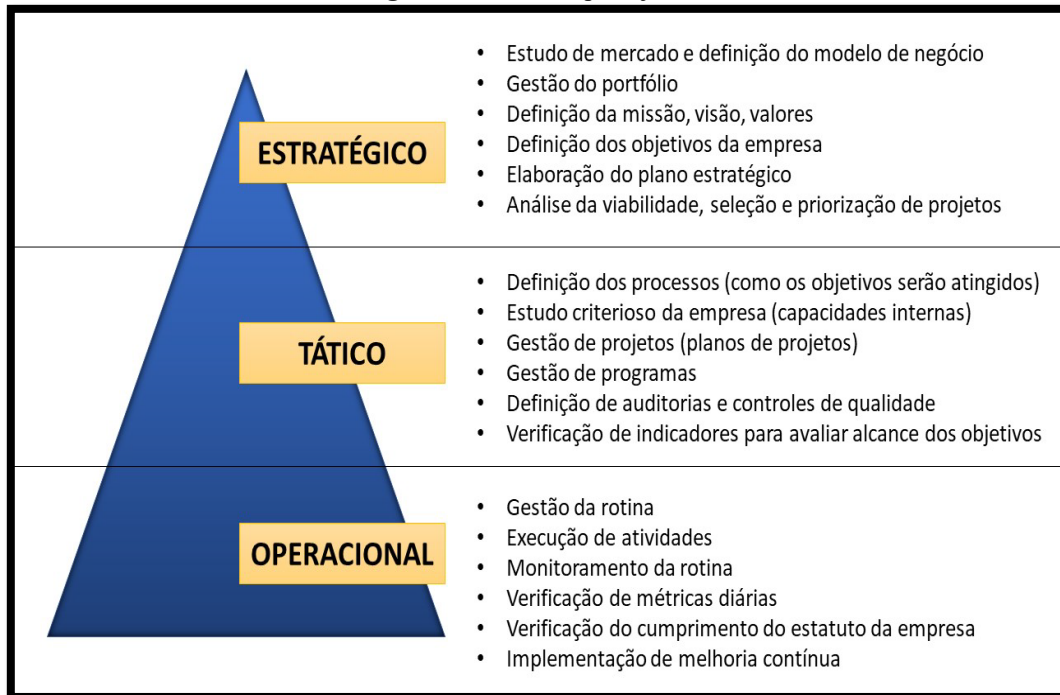 • Estudo de mercado e definição do modelo de negócio
• Gestão do portfólio
• Definição da missão, visão, valores
ESTRATÉGICO
• Definição dos objetivos da empresa
• Elaboração do plano estratégico
• Análise da viabilidade, seleção e priorização de projetos
• Definição dos processos (como os objetivos serão atingidos)
• Estudo criterioso da empresa (capacidades internas)
TÁTICO
• Gestão de projetos (planos de projetos)
• Gestão de programas
• Definição de auditorias e controles de qualidade
• Verificação de indicadores para avaliar alcance dos objetivos
• Gestão da rotina
• Execução de atividades
OPERACIONAL
• Monitoramento da rotina
• Verificação de métricas diárias
• Verificação do cumprimento do estatuto da empresa
• Implementação de melhoria contínua